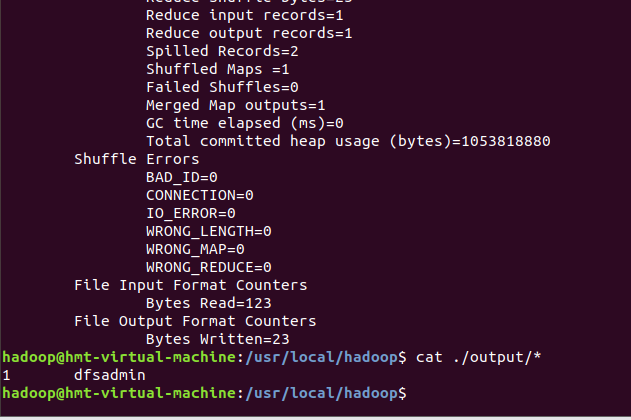 Reduce shuffle bytes=23
Reduce input records=1
Reduce output records=1
Spilled Records=2
Shuffled Maps =1
Failed Shuffles=0
Merged Map outputs=1
GC time elapsed (ms)=0
Total committed heap usage (bytes)=1053818880
Shuffle Errors
BAD_ID=0
CONNECTION=0
IO_ERROR=0
WRONG_LENGTH=0
WRONG_MAP=0
WRONG_REDUCE=0
File Input Format Counters
Bytes Read=123
File Output Format Counters
Bytes Written=23
hadoop@hmt-virtual-machine:/usr/local/hadoop$ cat ./output/*
1 dfsadmin
hadoop@hmt-virtual-machine:/usr/local/hadoop$